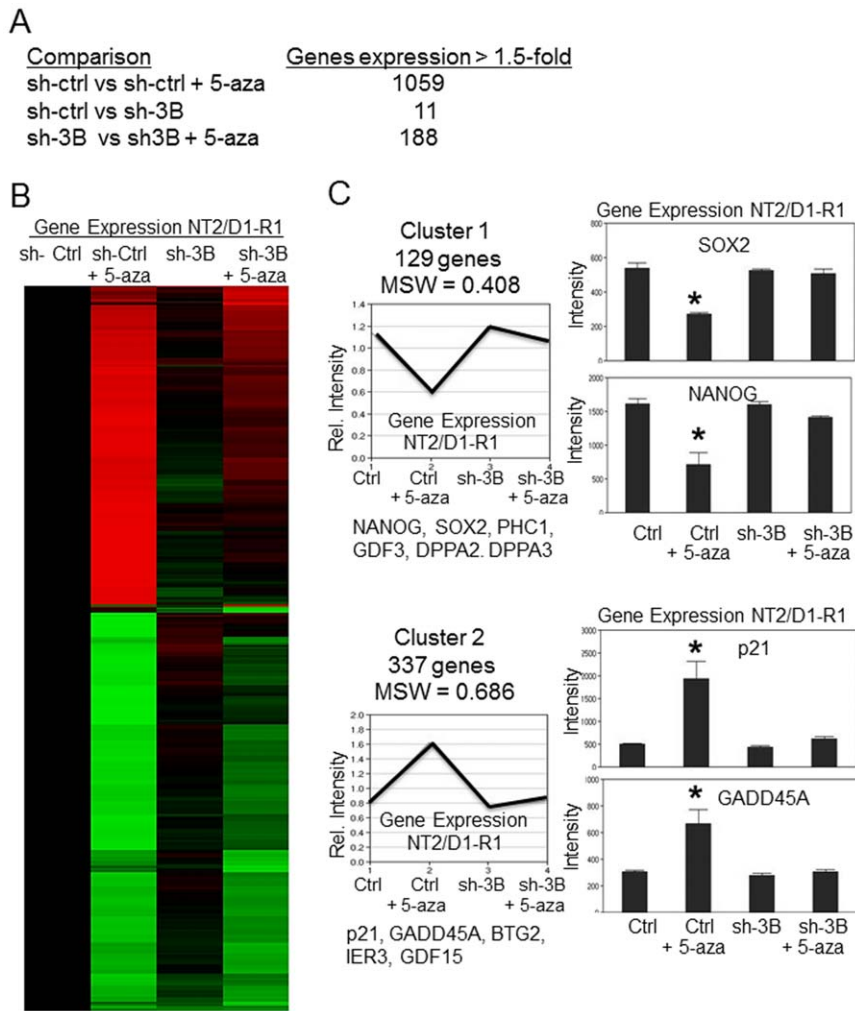 A
Comparison Genes expression > 1.5-fold
sh-ctrl vs sh-ctrl + 5-aza 1059
sh-ctrl vs sh-3B 11
sh-3B vs sh3B + 5-aza 188
B
Gene Expression NT2/D1-R1
sh- Ctrl sh-Ctrl + 5-aza sh-3B sh-3B + 5-aza
C
Cluster 1
129 genes
MSW = 0.408
Rel. Intensity
1.4
1.2
1.0
0.8
0.6
0.4
0.2
0.0
Gene Expression
NT2/D1-R1
1 2 3 4
Ctrl Ctrl + 5-aza sh-3B sh-3B + 5-aza
NANOG, SOX2, PHC1,
GDF3, DPPA2. DPPA3
Gene Expression NT2/D1-R1
SOX2
Intensity
800
600
400
200
0
*
NANOG
Intensity
2000
1500
1000
500
0
*
Ctrl Ctrl + 5-aza sh-3B sh-3B + 5-aza
Cluster 2
337 genes
MSW = 0.686
Rel. Intensity
2.0
1.8
1.6
1.4
1.2
1.0
0.8
0.6
0.4
0.2
0.0
Gene Expression
NT2/D1-R1
1 2 3 4
Ctrl Ctrl + 5-aza sh-3B sh-3B + 5-aza
p21, GADD45A, BTG2,
IER3, GDF15
Gene Expression NT2/D1-R1
p21
Intensity
3000
2500
2000
1500
1000
500
0
*
GADD45A
Intensity
1000
800
600
400
200
0
*
Ctrl Ctrl + 5-aza sh-3B sh-3B + 5-aza